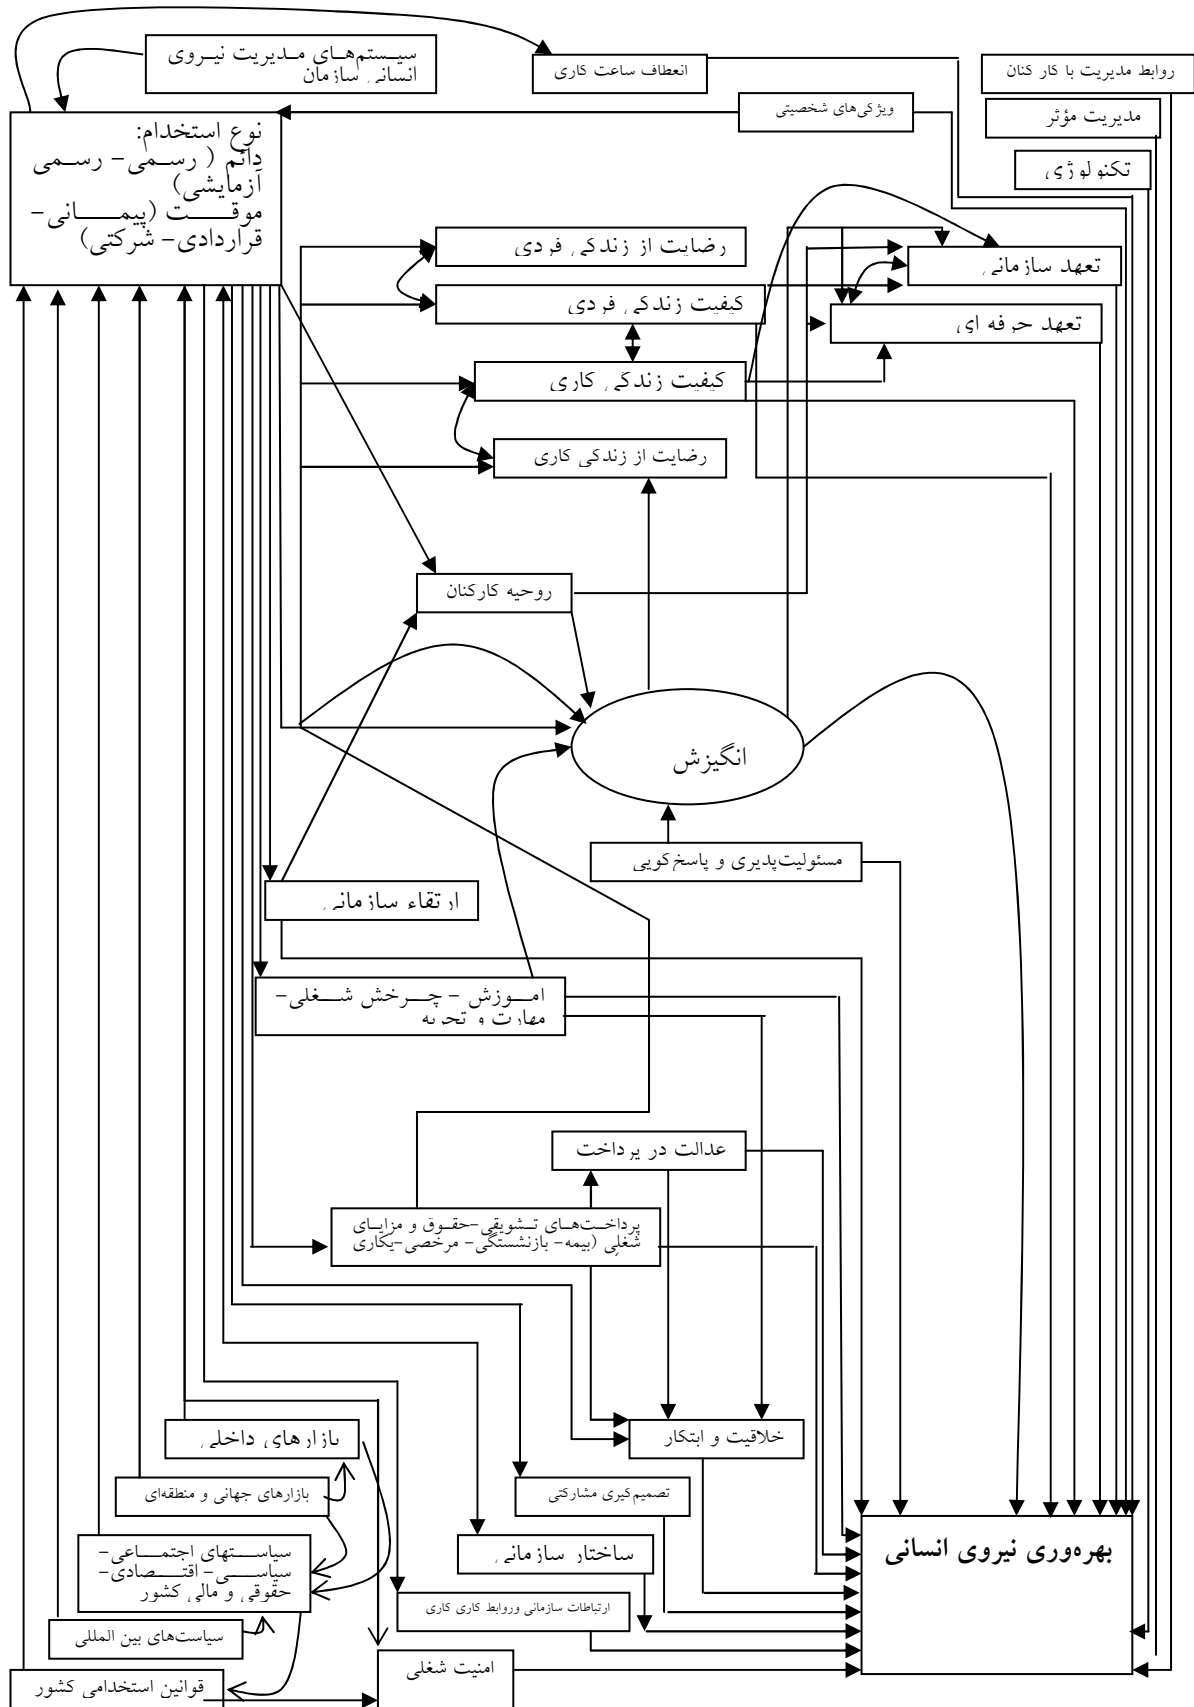 سیستم‌های مدیریت نیروی
انسانی سازمان
انعطاف ساعت کاری
روابط مدیریت با کارکنان
ویژگی‌های شخصیتی
مدیریت مؤثر
نوع استخدام:
دائم ( رسمی- رسمی
آزمایشی)
موقت (پیمانی-
قراردادی- شرکتی)
تکنولوژی
رضایت از زندگی فردی
تعهد سازمانی
کیفیت زندگی فردی
تعهد حرفه ای
کیفیت زندگی کاری
رضایت از زندگی کاری
روحیه کارکنان
انگیزش
مسئولیت‌پذیری و پاسخ‌گویی
ارتقاء سازمانی
اموزش - چرخش شغلی-
مهارت و تجربه
عدالت در پرداخت
پرداخت‌های تشویقی-حقوق و مزایای
شغلی (بیمه- بازنشستگی- مرخصی-بیکاری
بازارهای داخلی
خلاقیت و ابتکار
بازارهای جهانی و منطقه‌ای
تصمیم‌گیری مشارکتی
سیاستهای اجتماعی-
سیاسی- اقتصادی-
حقوقی و مالی کشور
ساختار سازمانی
بهره‌وری نیروی انسانی
ارتباطات سازمانی وروابط کاری کاری
سیاست‌های بین المللی
امنیت شغلی
قوانین استخدامی کشور